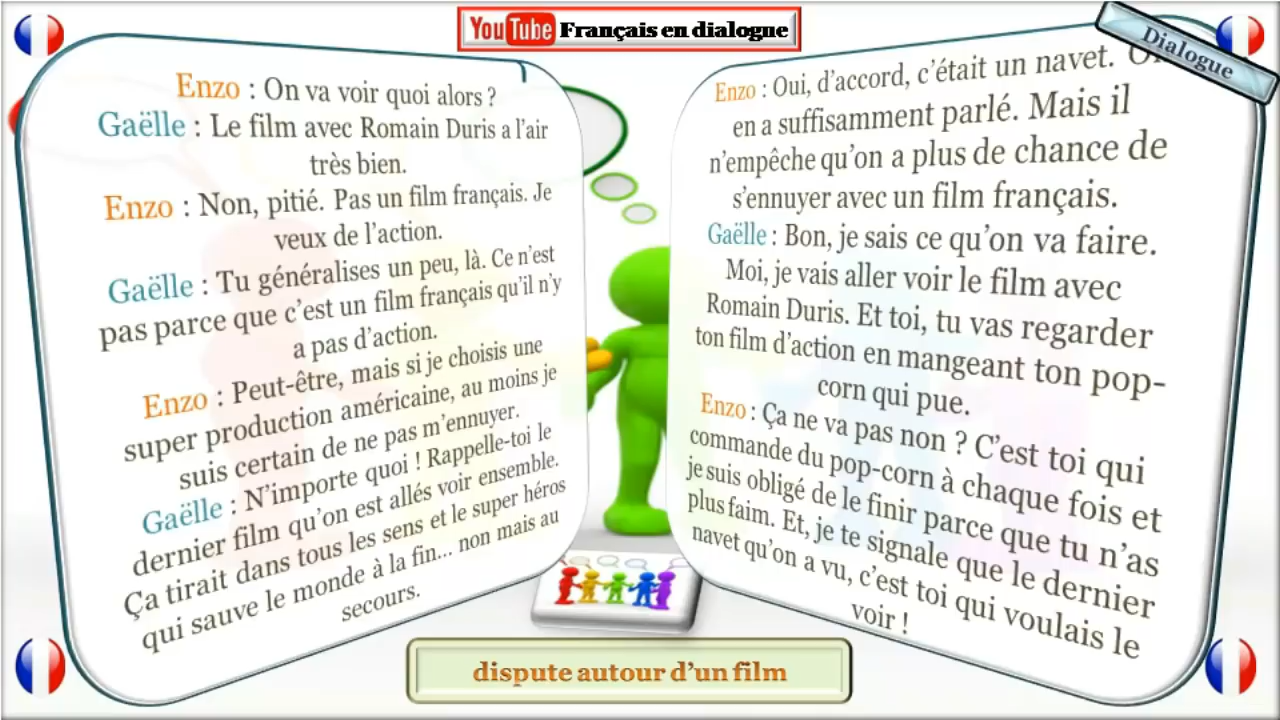 YouTube Français en dialogue
Dialogue
Enzo : On va voir quoi alors ?
Gaëlle : Le film avec Romain Duris a l'air
très bien.
Enzo : Non, pitié. Pas un film français. Je
veux de l'action.
Gaëlle : Tu généralises un peu, là. Ce n'est
pas parce que c'est un film français qu'il n'y
a pas d'action.
Enzo : Peut-être, mais si je choisis une
super production américaine, au moins je
suis certain de ne pas m'ennuyer.
Gaëlle : N'importe quoi ! Rappelle-toi le
dernier film qu'on est allés voir ensemble.
Ça tirait dans tous les sens et le super héros
qui sauve le monde à la fin... non mais au
secours.
Enzo : Oui, d'accord, c'était un navet.
en a suffisamment parlé. Mais il
n'empêche qu'on a plus de chance de
s'ennuyer avec un film français.
Gaëlle : Bon, je sais ce qu'on va faire.
Moi, je vais aller voir le film avec
Romain Duris. Et toi, tu vas regarder
ton film d'action en mangeant ton pop-
corn qui pue.
Enzo : Ça ne va pas non ? C'est toi qui
commande du pop-corn à chaque fois et
je suis obligé de le finir parce que tu n'as
plus faim. Et, je te signale que le dernier
navet qu'on a vu, c'est toi qui voulais le
voir !
dispute autour d'un film